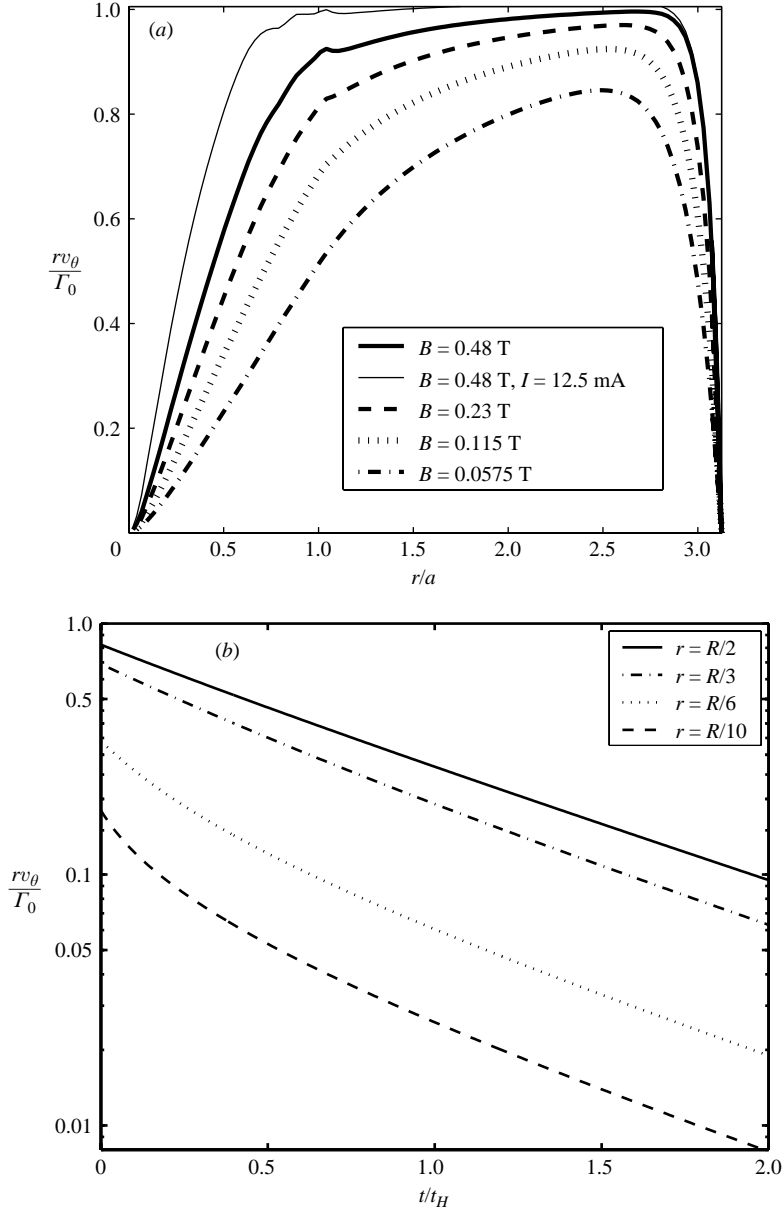 (a)
1.0
0.8
0.6
0.4
0.2
0
0.5
1.0
1.5
2.0
2.5
3.0
rvθ
Γ0
r/a
B = 0.48 T
B = 0.48 T, I = 12.5 mA
B = 0.23 T
B = 0.115 T
B = 0.0575 T
(b)
1.0
0.5
0.1
0.05
0.01
0
0.5
1.0
1.5
2.0
rvθ
Γ0
t/tH
r = R/2
r = R/3
r = R/6
r = R/10